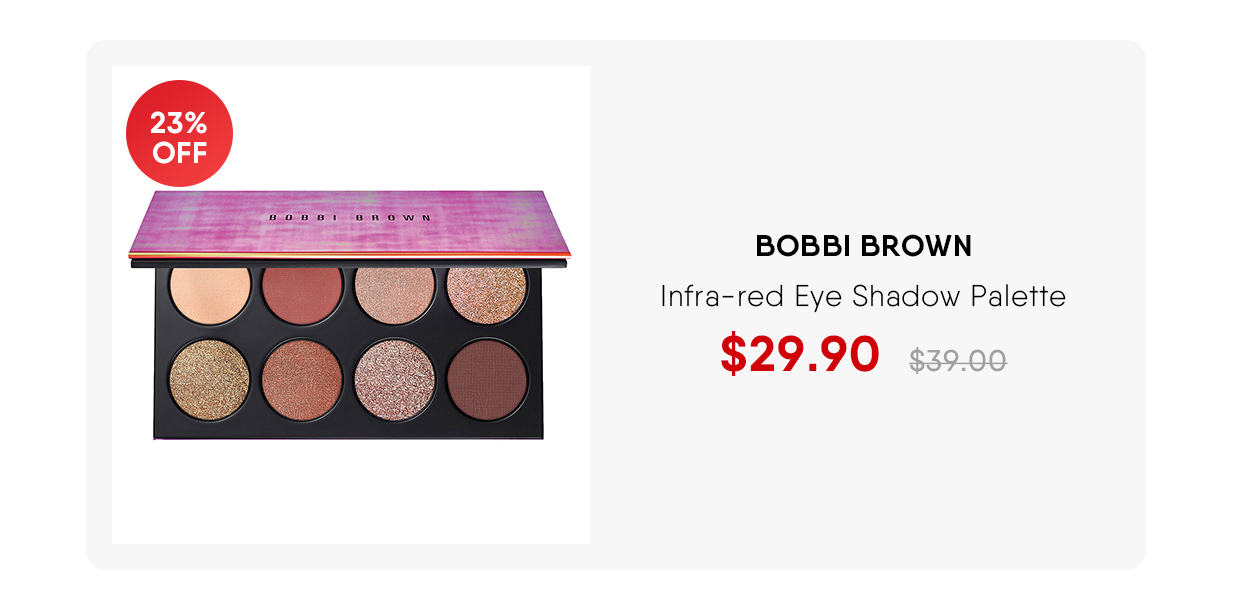 23%
OFF
BOBBI BROWN
BOBBI BROWN
Infra-red Eye Shadow Palette
$29.90 $39.00